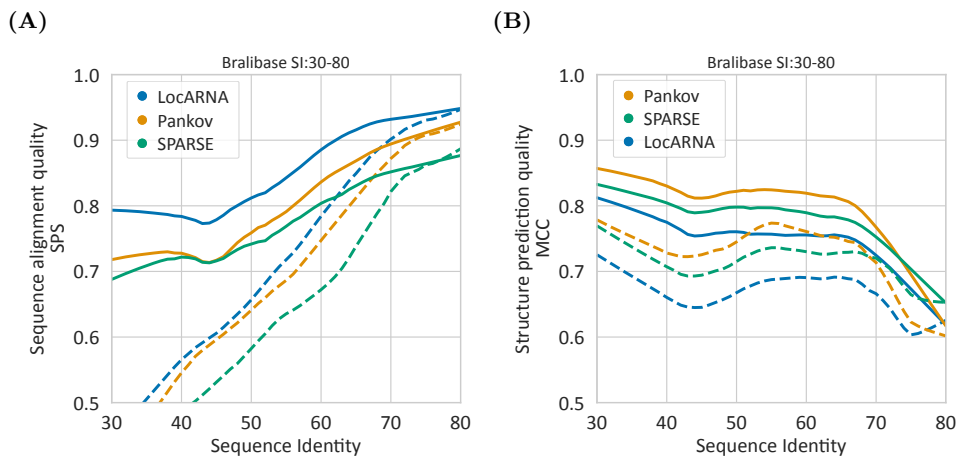 (A)
Bralibase SI:30-80
Sequence alignment quality
SPS
1.0
0.9
0.8
0.7
0.6
0.5
LocARNA
Pankov
SPARSE
30 40 50 60 70 80
Sequence Identity
(B)
Bralibase SI:30-80
Structure prediction quality
MCC
1.0
0.9
0.8
0.7
0.6
0.5
Pankov
SPARSE
LocARNA
30 40 50 60 70 80
Sequence Identity